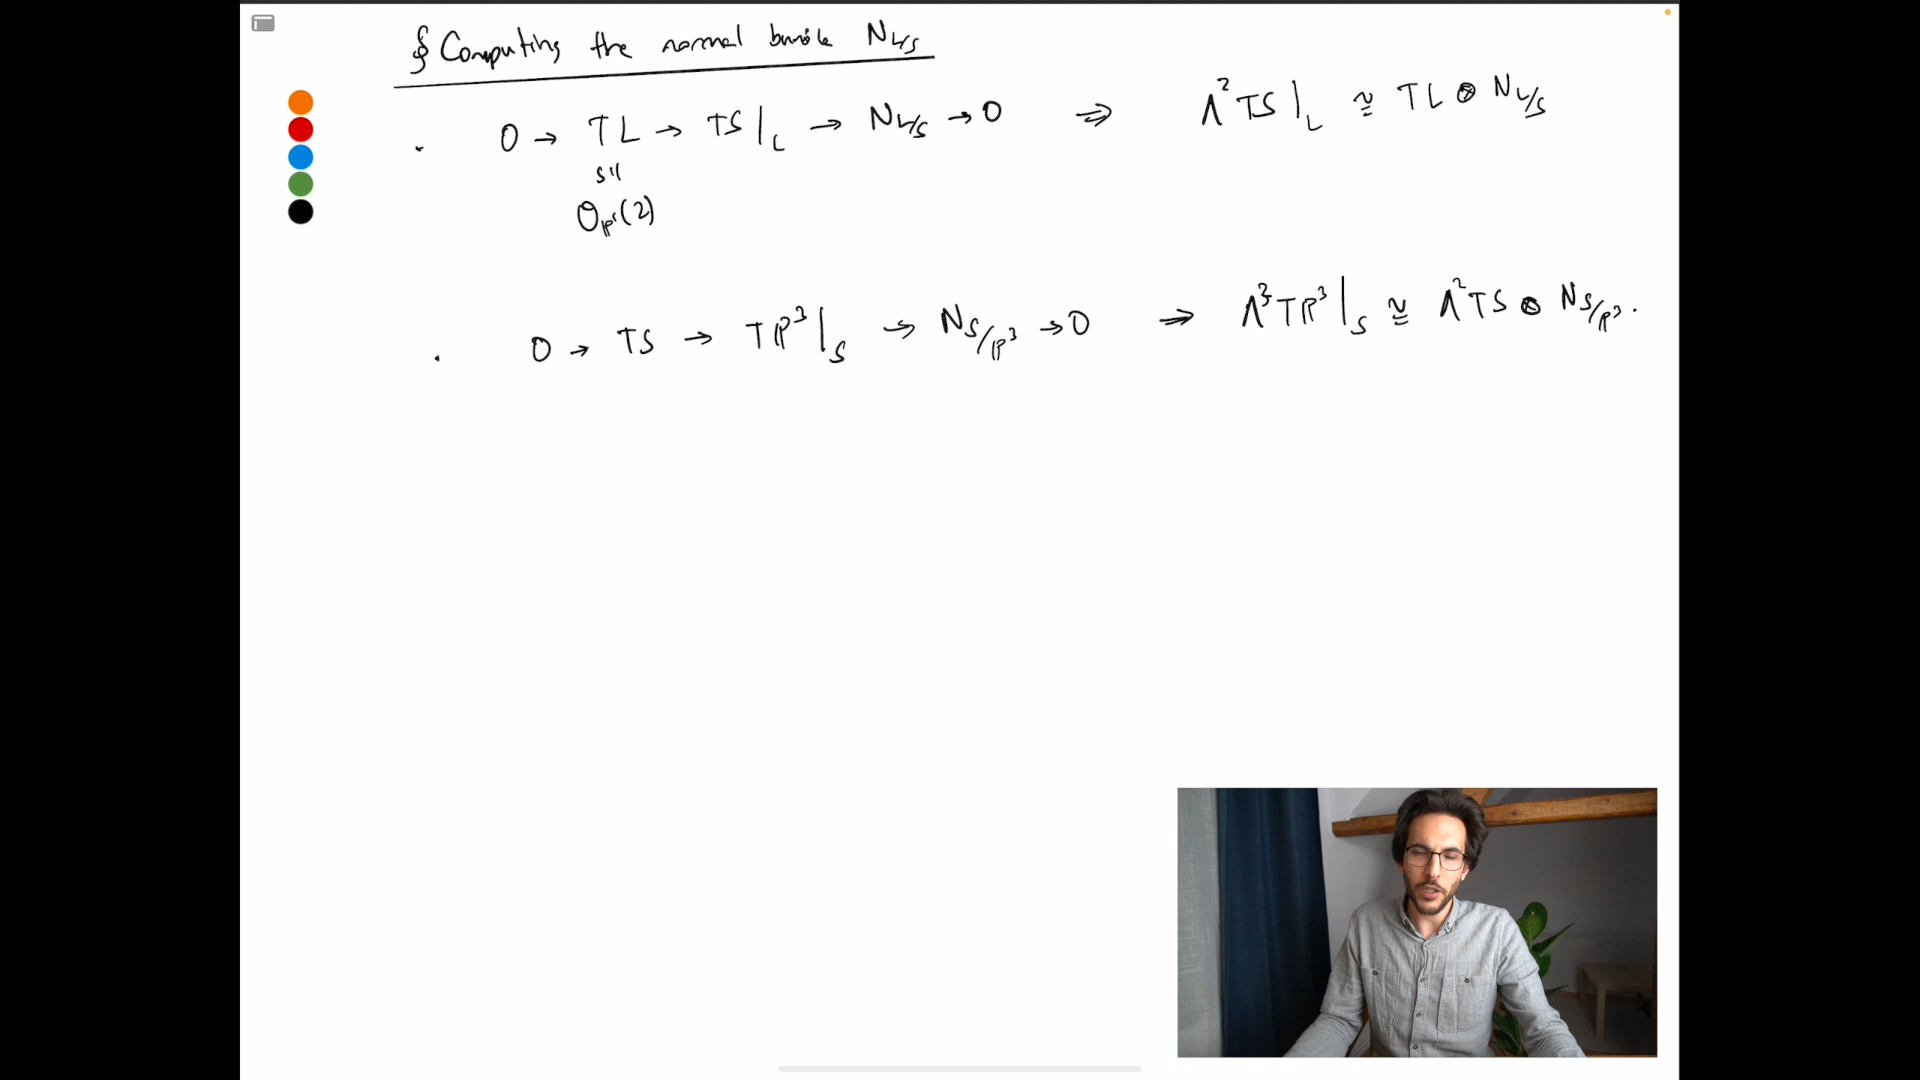 § Computing the normal bundle N_{L/S}
· 0 → TL → TS|_L → N_{L/S} → 0 ⇒ Λ²TS|_L ≅ TL ⊗ N_{L/S}
≅
O_{ℙ¹}(2)
· 0 → TS → Tℙ³|_S → N_{S/ℙ³} → 0 ⇒ Λ³Tℙ³|_S ≅ Λ²TS ⊗ N_{S/ℙ³}.